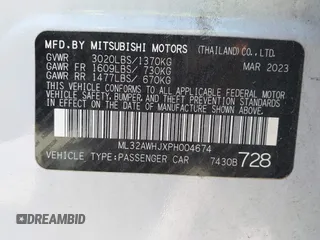 MFD.BY MITSUBISHI MOTORS (THAILAND) CO.,LTD.
GVWR 3020LBS/1370KG MAR 2023
GAWR FR 1609LBS/ 730KG
GAWR RR 1477LBS/ 670KG
THIS VEHICLE CONFORMS TO ALL APPLICABLE
FEDERAL MOTOR VEHICLE SAFETY, BUMPER, AND
THEFT PREVENTION STANDARDS IN EFFECT ON
THE DATE OF MANUFACTURE SHOWN ABOVE.
ML32AWHJXPH004674
VEHICLE TYPE:PASSENGER CAR 7430B 728
DREAMBID